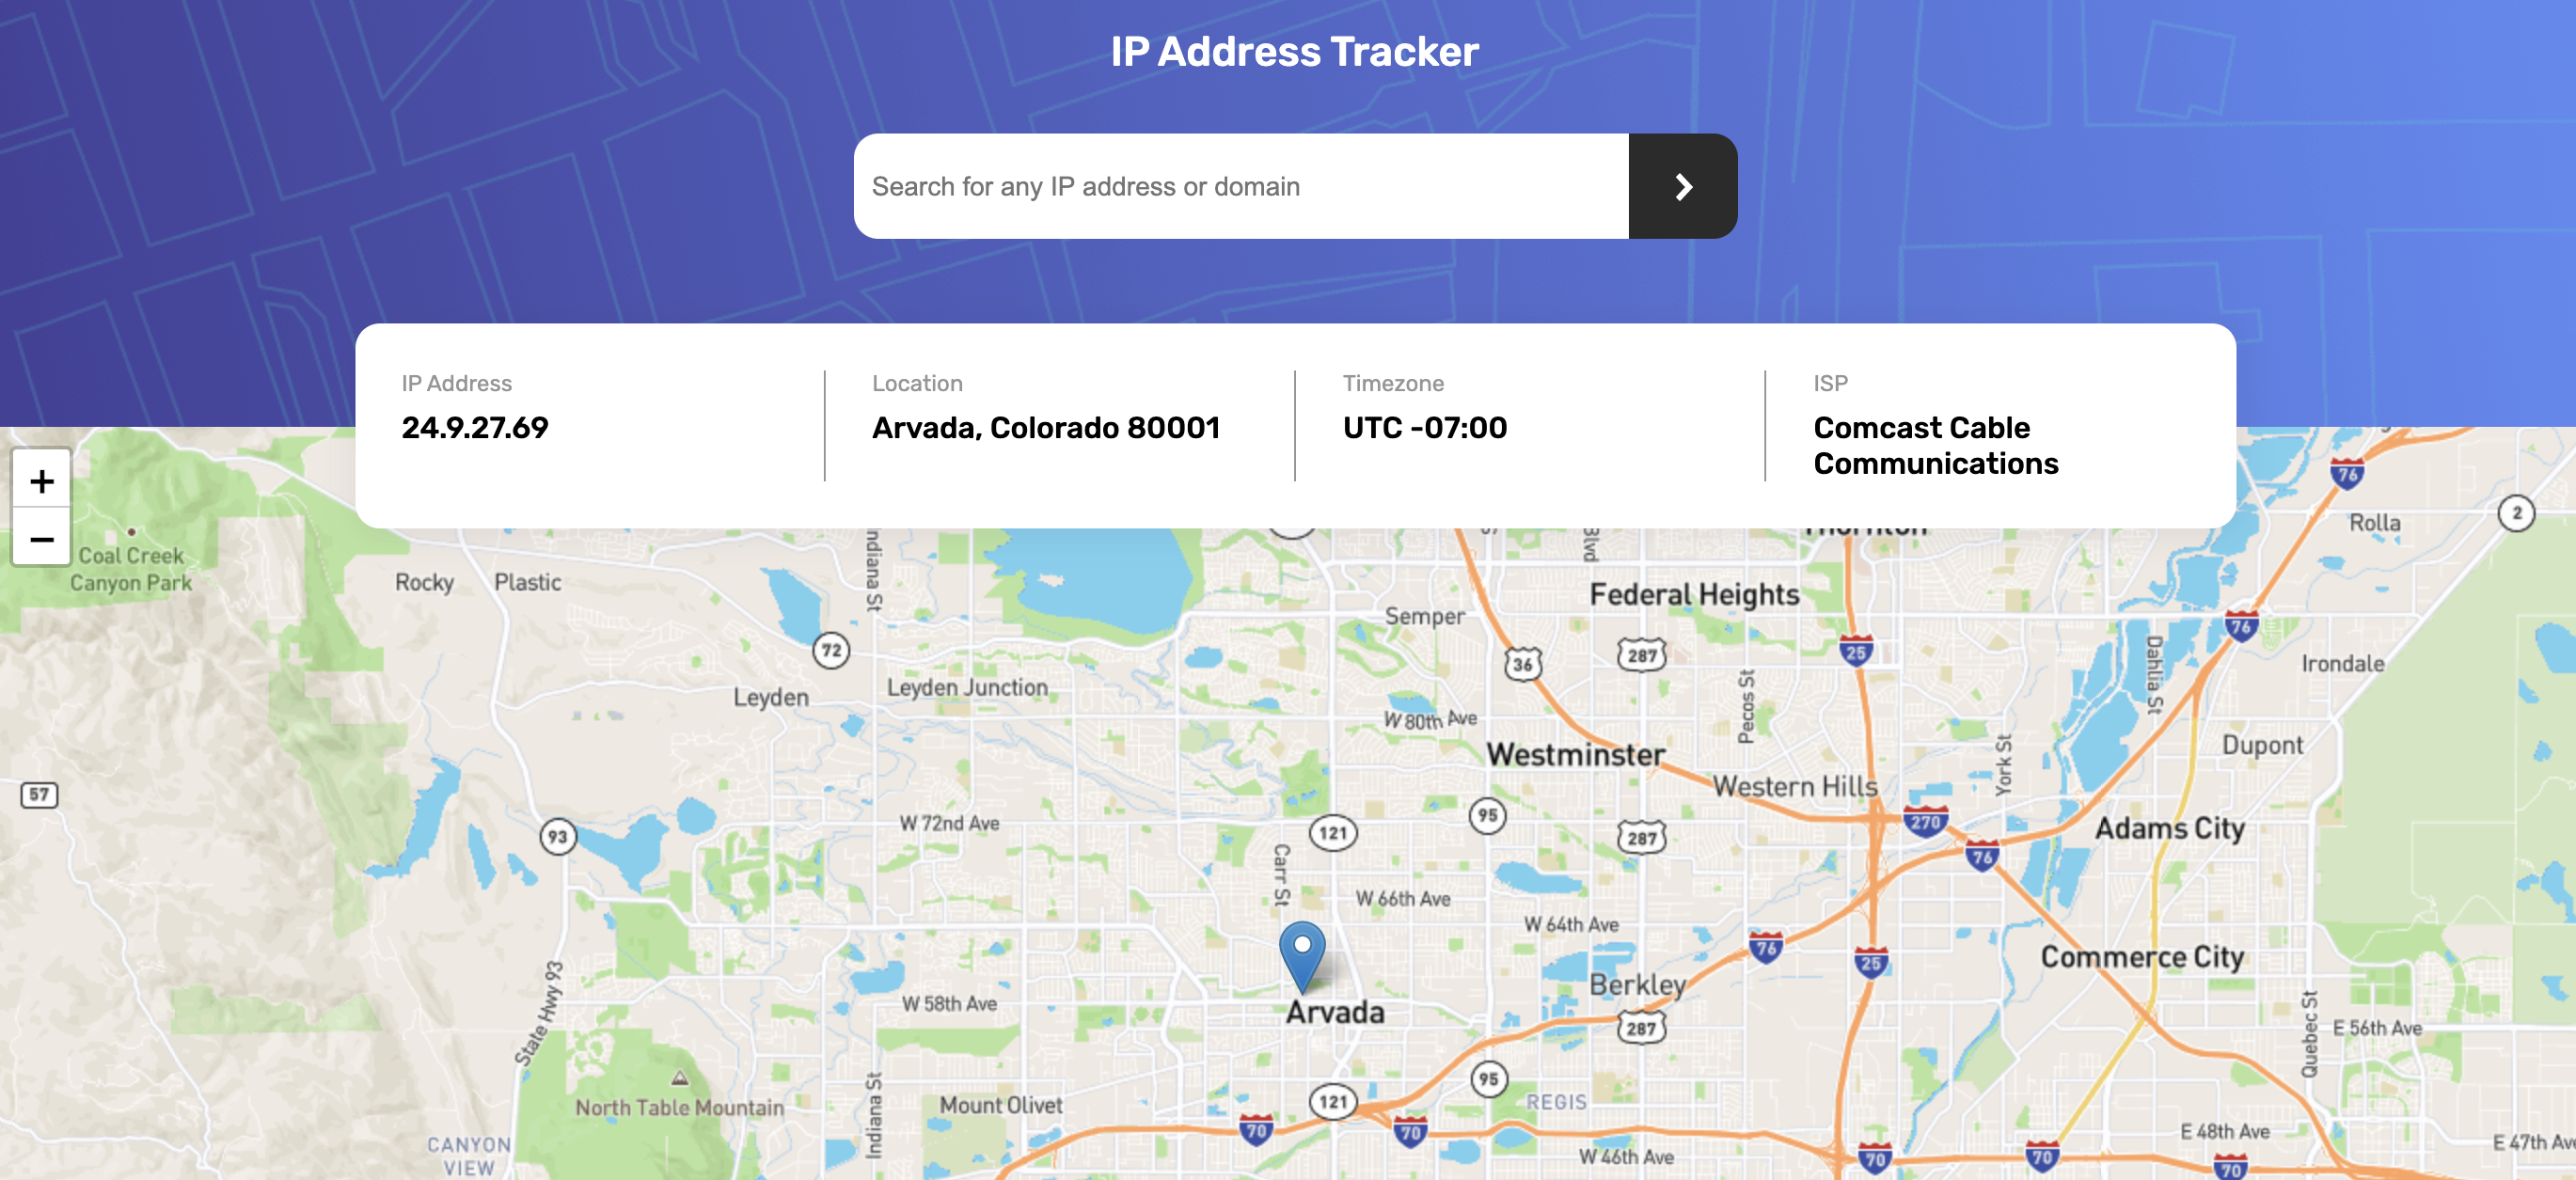 IP Address Tracker
Search for any IP address or domain
IP Address
24.9.27.69
Location
Arvada, Colorado 80001
Timezone
UTC -07:00
ISP
Comcast Cable
Communications
+
−
76
Rolla
2
Coal Creek
Canyon Park
Rocky
Plastic
Indiana St
Blvd
Thornton
Federal Heights
Semper
72
36
287
25
76
Dahlia St
Irondale
Leyden
Leyden Junction
W 80th Ave
Pecos St
York St
Dupont
Westminster
Western Hills
57
93
W 72nd Ave
121
95
287
270
76
Adams City
Carr St
W 66th Ave
W 64th Ave
76
25
Commerce City
State Hwy 93
W 58th Ave
Arvada
Berkley
287
Quebec St
E 56th Ave
North Table Mountain
Indiana St
Mount Olivet
121
95
REGIS
70
70
CANYON
VIEW
W 46th Ave
70
70
E 48th Ave
70
E 47th Ave